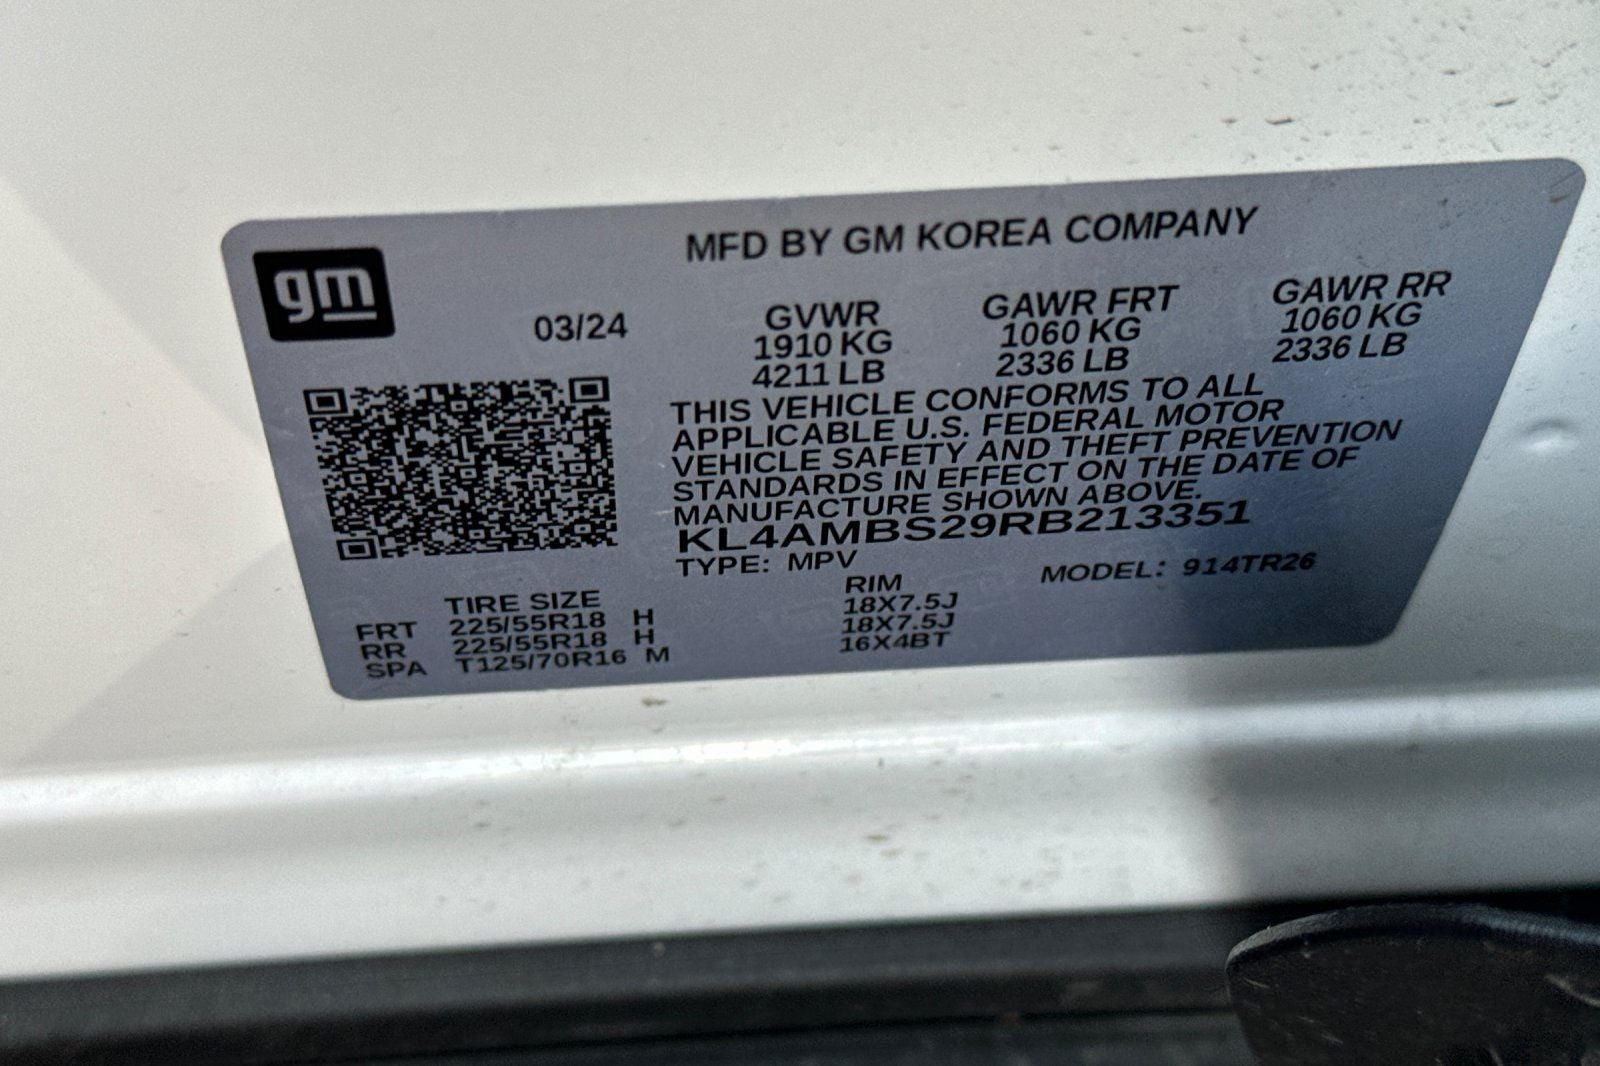 MFD BY GM KOREA COMPANY
gm
03/24
GVWR GAWR FRT GAWR RR
1910 KG 1060 KG 1060 KG
4211 LB 2336 LB 2336 LB
THIS VEHICLE CONFORMS TO ALL
APPLICABLE U.S. FEDERAL MOTOR
VEHICLE SAFETY AND THEFT PREVENTION
STANDARDS IN EFFECT ON THE DATE OF
MANUFACTURE SHOWN ABOVE.
KL4AMBS29RB213351
TYPE: MPV MODEL: 914TR26
TIRE SIZE RIM
FRT 225/55R18 H 18X7.5J
RR 225/55R18 H 18X7.5J
SPA T125/70R16 M 16X4BT